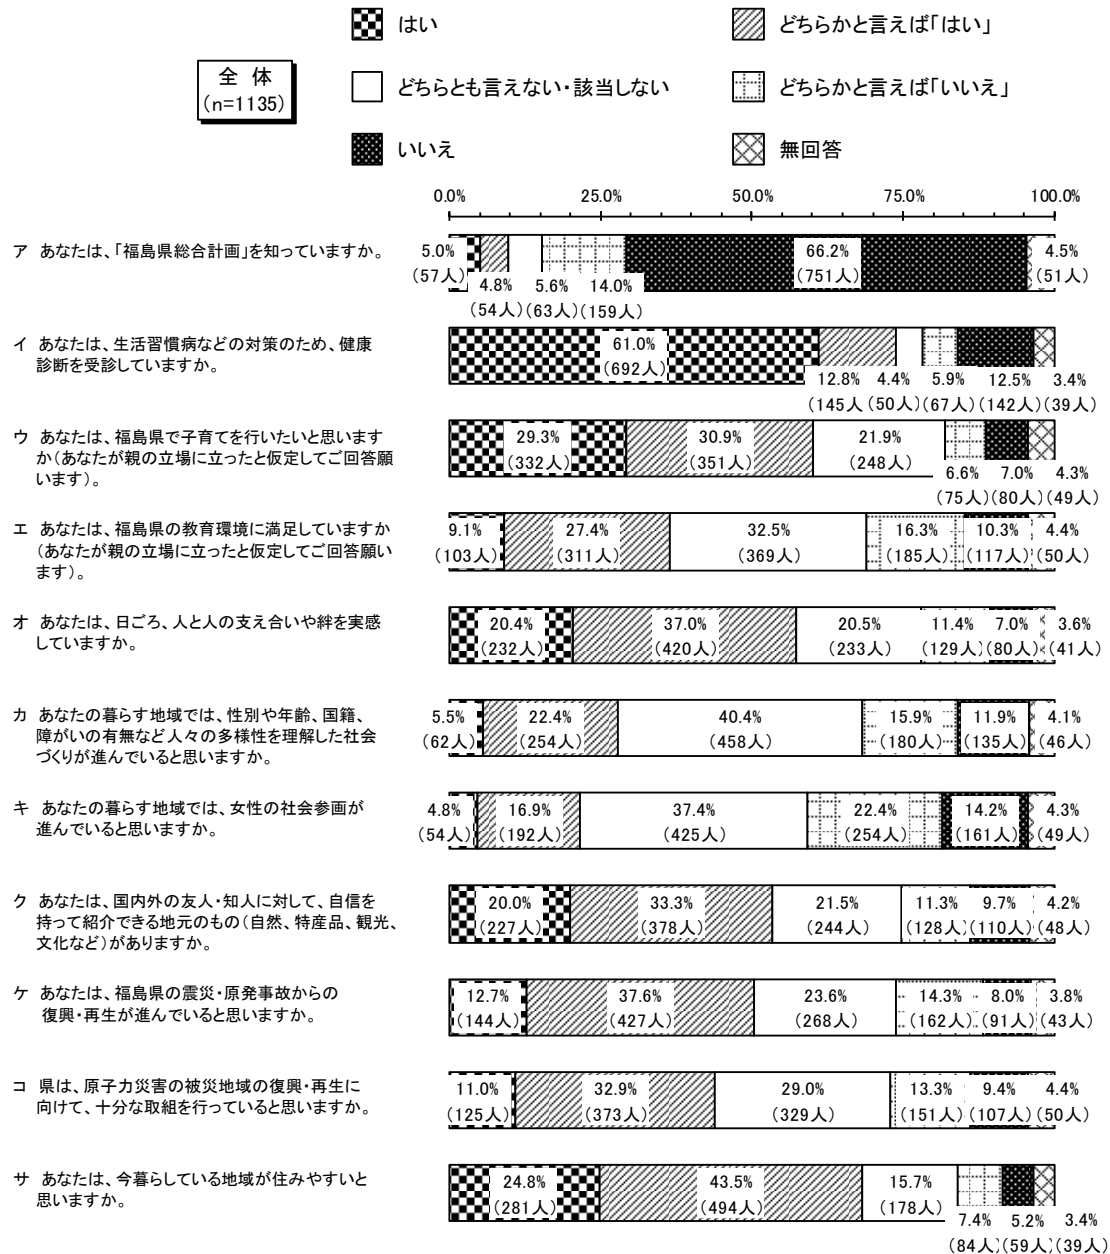 はい
どちらかと言えば「はい」
全 体
(n=1135)
どちらとも言えない・該当しない
どちらかと言えば「いいえ」
いいえ
無回答
0.0% 25.0% 50.0% 75.0% 100.0%
ア あなたは、「福島県総合計画」を知っていますか。
5.0% 66.2% 4.5%
(57人) (751人) (51人)
4.8% 5.6% 14.0%
(54人)(63人)(159人)
イ あなたは、生活習慣病などの対策のため、健康
診断を受診していますか。
61.0%
(692人)
12.8% 4.4% 5.9% 12.5% 3.4%
(145人 (50人)(67人)(142人)(39人)
ウ あなたは、福島県で子育てを行いたいと思います
か(あなたが親の立場に立ったと仮定してご回答願
います)。
29.3% 30.9% 21.9%
(332人) (351人) (248人)
6.6% 7.0% 4.3%
(75人)(80人)(49人)
エ あなたは、福島県の教育環境に満足していますか
(あなたが親の立場に立ったと仮定してご回答願い
ます)。
9.1% 27.4% 32.5% 16.3% 10.3% 4.4%
(103人) (311人) (369人) (185人) (117人) (50人)
オ あなたは、日ごろ、人と人の支え合いや絆を実感
していますか。
20.4% 37.0% 20.5% 11.4% 7.0% 3.6%
(232人) (420人) (233人) (129人)(80人)(41人)
カ あなたの暮らす地域では、性別や年齢、国籍、
障がいの有無など人々の多様性を理解した社会
づくりが進んでいると思いますか。
5.5% 22.4% 40.4% 15.9% 11.9% 4.1%
(62人) (254人) (458人) (180人) (135人) (46人)
キ あなたの暮らす地域では、女性の社会参画が
進んでいると思いますか。
4.8% 16.9% 37.4% 22.4% 14.2% 4.3%
(54人) (192人) (425人) (254人) (161人) (49人)
ク あなたは、国内外の友人・知人に対して、自信を
持って紹介できる地元のもの(自然、特産品、観光、
文化など)がありますか。
20.0% 33.3% 21.5% 11.3% 9.7% 4.2%
(227人) (378人) (244人) (128人)(110人)(48人)
ケ あなたは、福島県の震災・原発事故からの
復興・再生が進んでいると思いますか。
12.7% 37.6% 23.6% 14.3% 8.0% 3.8%
(144人) (427人) (268人) (162人)(91人)(43人)
コ 県は、原子力災害の被災地域の復興・再生に
向けて、十分な取組を行っていると思いますか。
11.0% 32.9% 29.0% 13.3% 9.4% 4.4%
(125人) (373人) (329人) (151人)(107人)(50人)
サ あなたは、今暮らしている地域が住みやすいと
思いますか。
24.8% 43.5% 15.7%
(281人) (494人) (178人)
7.4% 5.2% 3.4%
(84人)(59人)(39人)